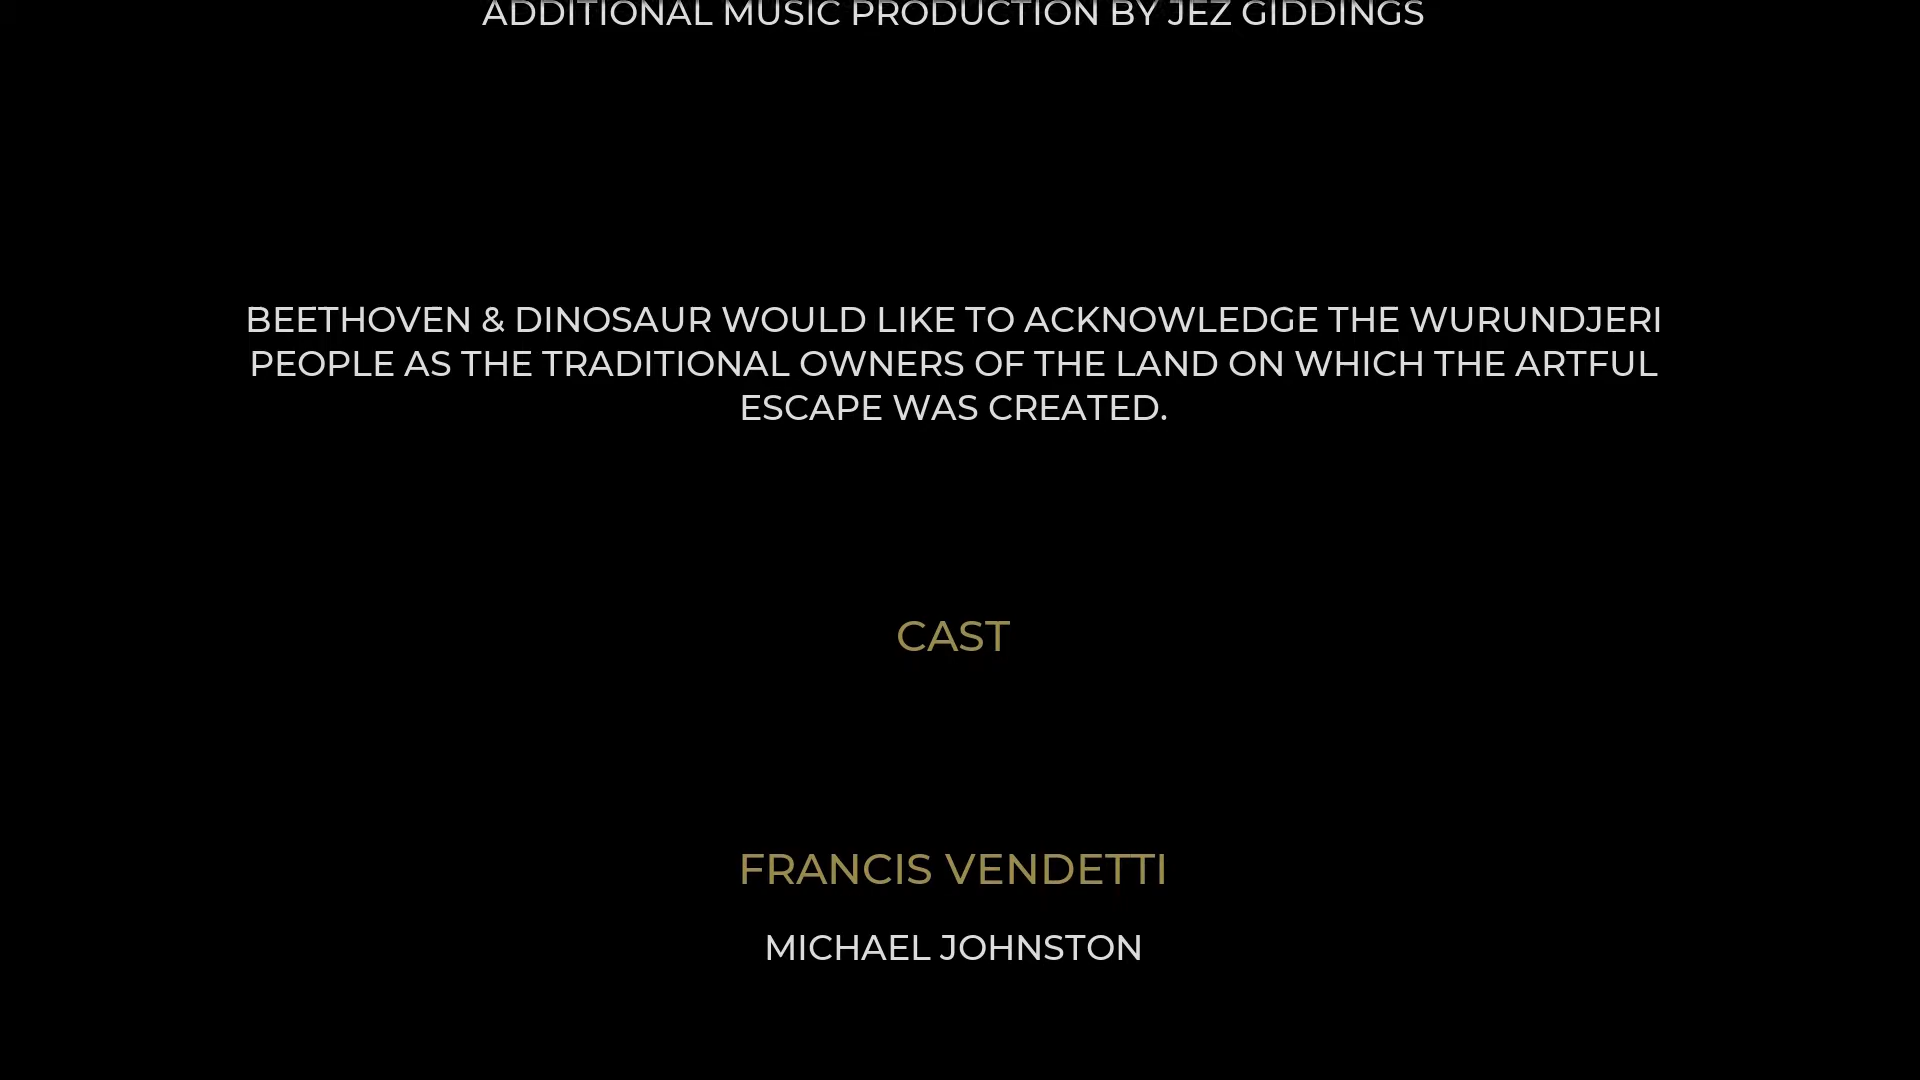 ADDITIONAL MUSIC PRODUCTION BY JEZ GIDDINGS
BEETHOVEN & DINOSAUR WOULD LIKE TO ACKNOWLEDGE THE WURUNDJERI
PEOPLE AS THE TRADITIONAL OWNERS OF THE LAND ON WHICH THE ARTFUL
ESCAPE WAS CREATED.
CAST
FRANCIS VENDETTI
MICHAEL JOHNSTON